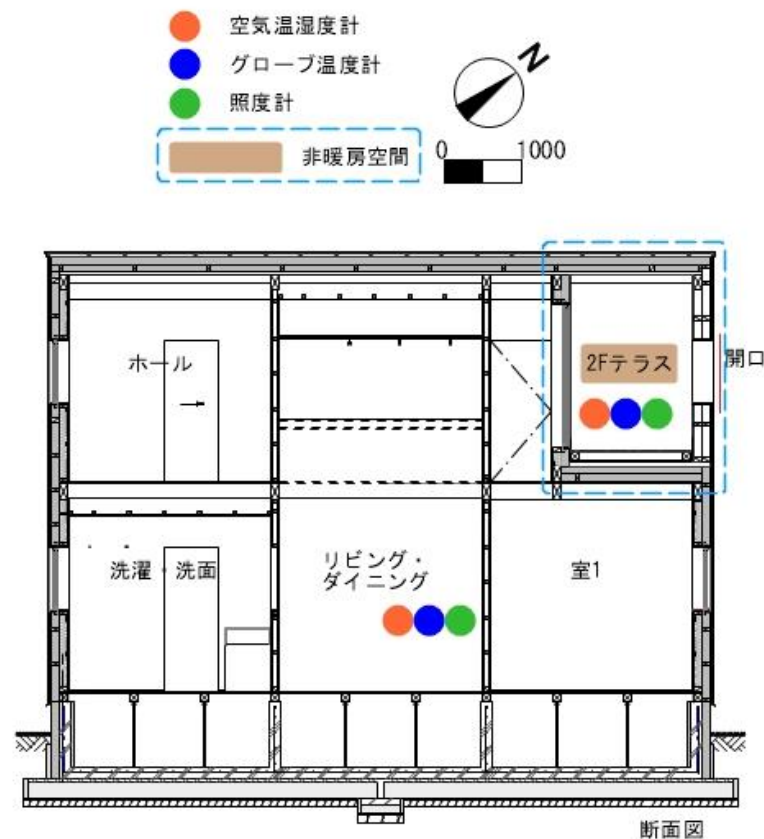 空気温湿度計
グローブ温度計
照度計
非暖房空間
N
0 1000
ホール
2Fテラス
開口
洗濯・洗面
リビング・
ダイニング
室1
断面図